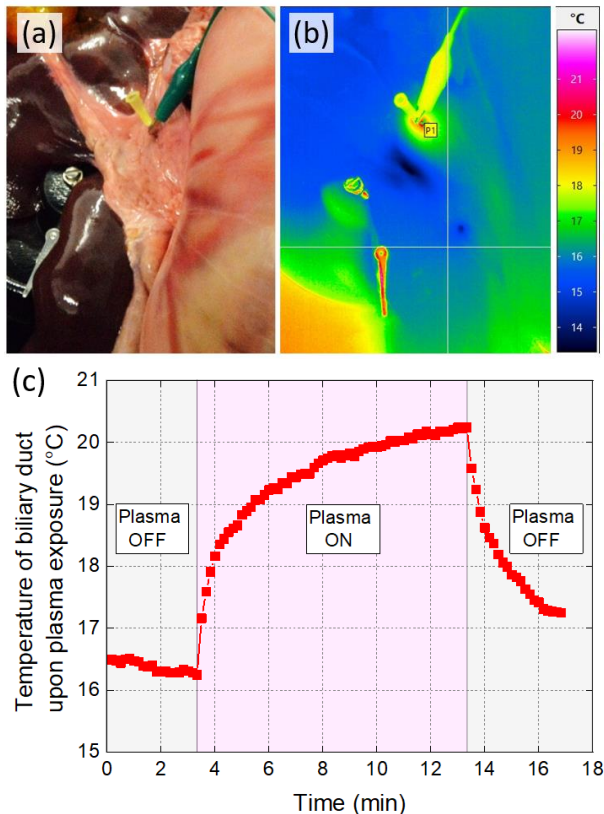 (a)
(b)
°C
21
20
19
18
17
16
15
14
P1
(c)
Temperature of biliary duct
upon plasma exposure (°C)
21
20
19
18
17
16
15
Plasma
OFF
Plasma
ON
Plasma
OFF
0 2 4 6 8 10 12 14 16 18
Time (min)